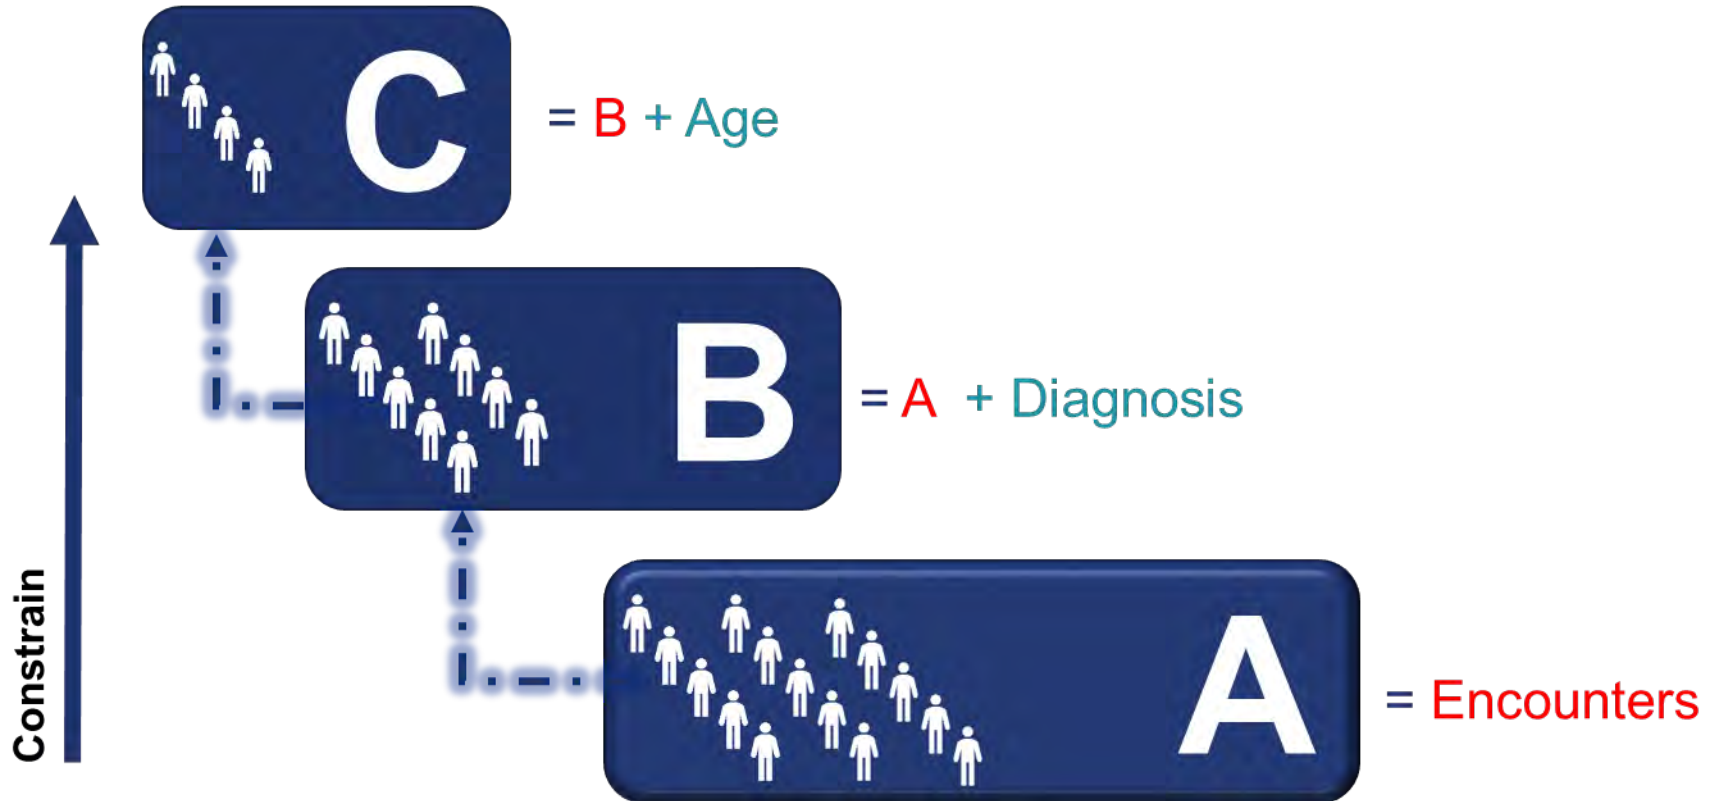 C = B + Age
B = A + Diagnosis
A = Encounters
Constrain